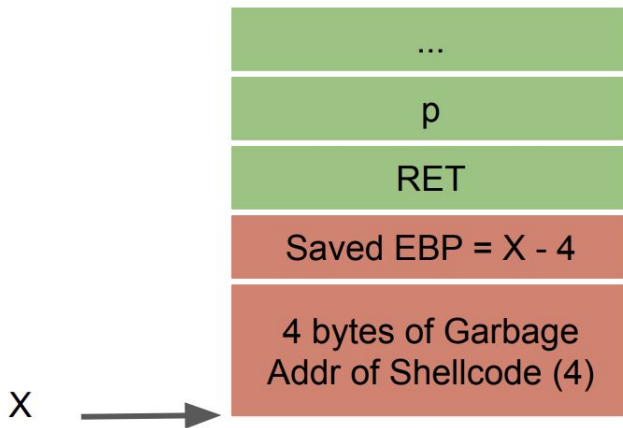 ...
p
RET
Saved EBP = X - 4
4 bytes of Garbage
Addr of Shellcode (4)
X